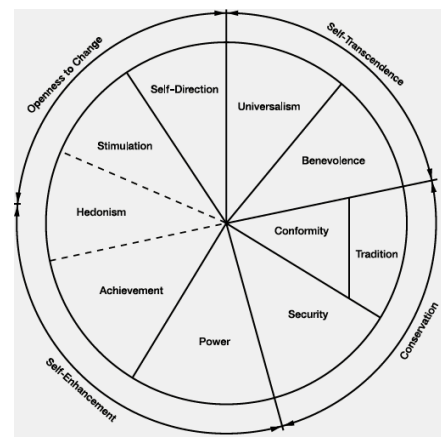 Openness to Change
Self-Transcendence
Self-Direction
Universalism
Stimulation
Benevolence
Hedonism
Conformity
Tradition
Achievement
Security
Power
Self-Enhancement
Conservation